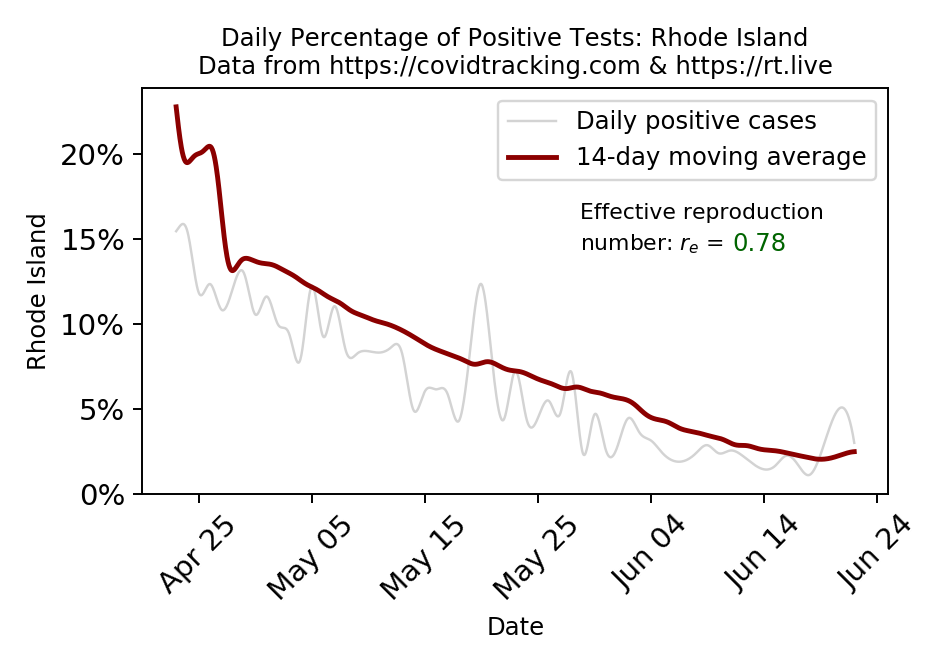 Daily Percentage of Positive Tests: Rhode Island
Data from https://covidtracking.com & https://rt.live
Daily positive cases
14-day moving average
Effective reproduction
number: rₑ = 0.78
Rhode Island
20%
15%
10%
5%
0%
Apr 25
May 05
May 15
May 25
Jun 04
Jun 14
Jun 24
Date